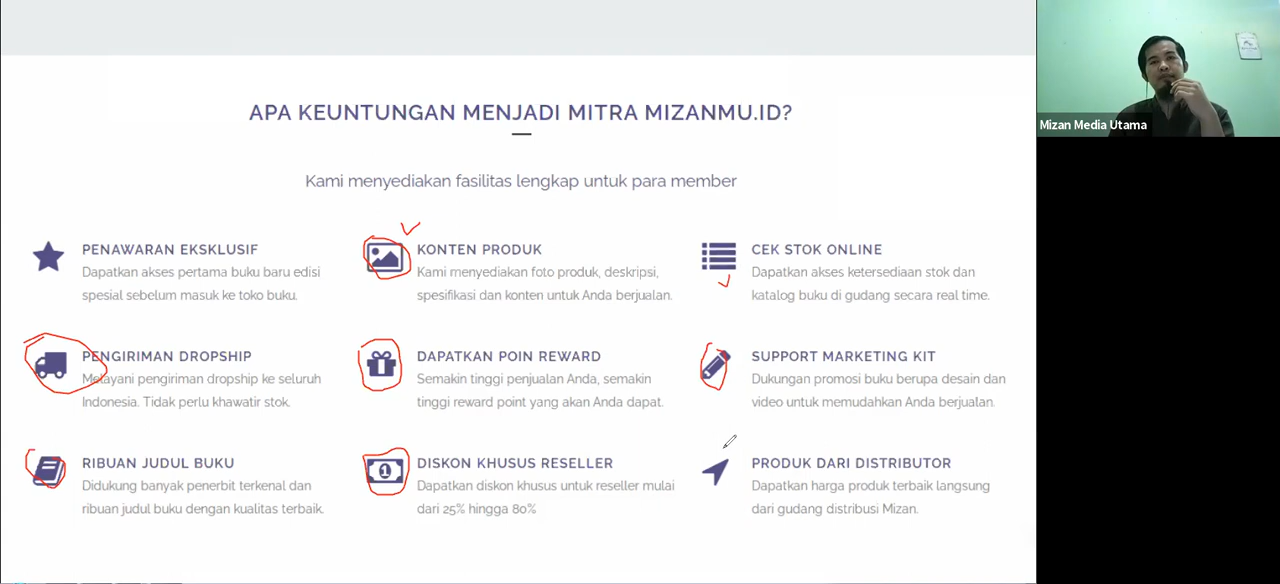 APA KEUNTUNGAN MENJADI MITRA MIZANMU.ID?
Kami menyediakan fasilitas lengkap untuk para member
PENAWARAN EKSKLUSIF
Dapatkan akses pertama buku baru edisi
spesial sebelum masuk ke toko buku.
KONTEN PRODUK
Kami menyediakan foto produk, deskripsi,
spesifikasi dan konten untuk Anda berjualan.
CEK STOK ONLINE
Dapatkan akses ketersediaan stok dan
katalog buku di gudang secara real time.
PENGIRIMAN DROPSHIP
Melayani pengiriman dropship ke seluruh
Indonesia. Tidak perlu khawatir stok.
DAPATKAN POIN REWARD
Semakin tinggi penjualan Anda, semakin
tinggi reward point yang akan Anda dapat.
SUPPORT MARKETING KIT
Dukungan promosi buku berupa desain dan
video untuk memudahkan Anda berjualan.
RIBUAN JUDUL BUKU
Didukung banyak penerbit terkenal dan
ribuan judul buku dengan kualitas terbaik.
1
DISKON KHUSUS RESELLER
Dapatkan diskon khusus untuk reseller mulai
dari 25% hingga 80%
PRODUK DARI DISTRIBUTOR
Dapatkan harga produk terbaik langsung
dari gudang distribusi Mizan.
Mizan Media Utama